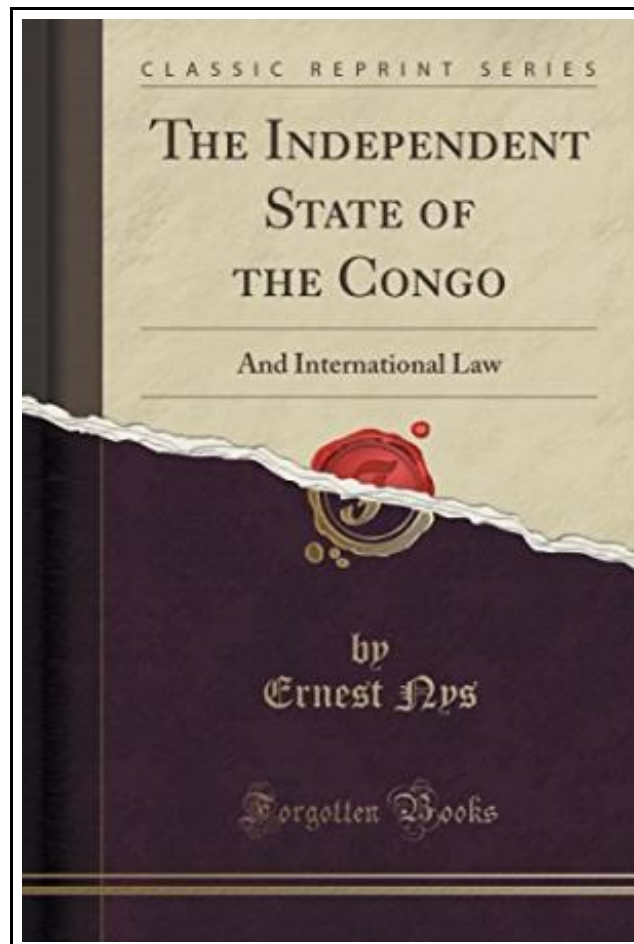 CLASSIC REPRINT SERIES
THE INDEPENDENT
STATE OF
THE CONGO
And International Law
by
Ernest Nys
Forgotten Books